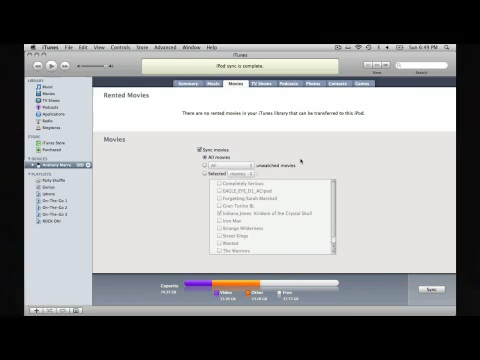 iTunes File Edit View Controls Store Advanced Window Help Sun 6:49 PM
iTunes
iPod sync is complete.
View Search
LIBRARY
Music
Movies
TV Shows
Podcasts
Applications
Radio
Ringtones
STORE
iTunes Store
Purchased
DEVICES
PLAYLISTS
Party Shuffle
Genius
iphone
On-The-Go 1
On-The-Go 2
On-The-Go 3
ROCK ON!
Summary Music Movies TV Shows Podcasts Photos Contacts Games
Rented Movies
There are no rented movies in your iTunes library that can be transferred to this iPod.
Movies
Sync movies
All movies
All unwatched movies
Selected movies
Completely Serious
EAGLE_EYE_D1_AC
Forgetting Sarah Marshall
Gran Torino
Indiana Jones: Kindom of the Crystal Skull
Iron Man
Strange Wilderness
Street Kings
Wanted
The Warriors
Capacity
Video
Other
Free
Sync